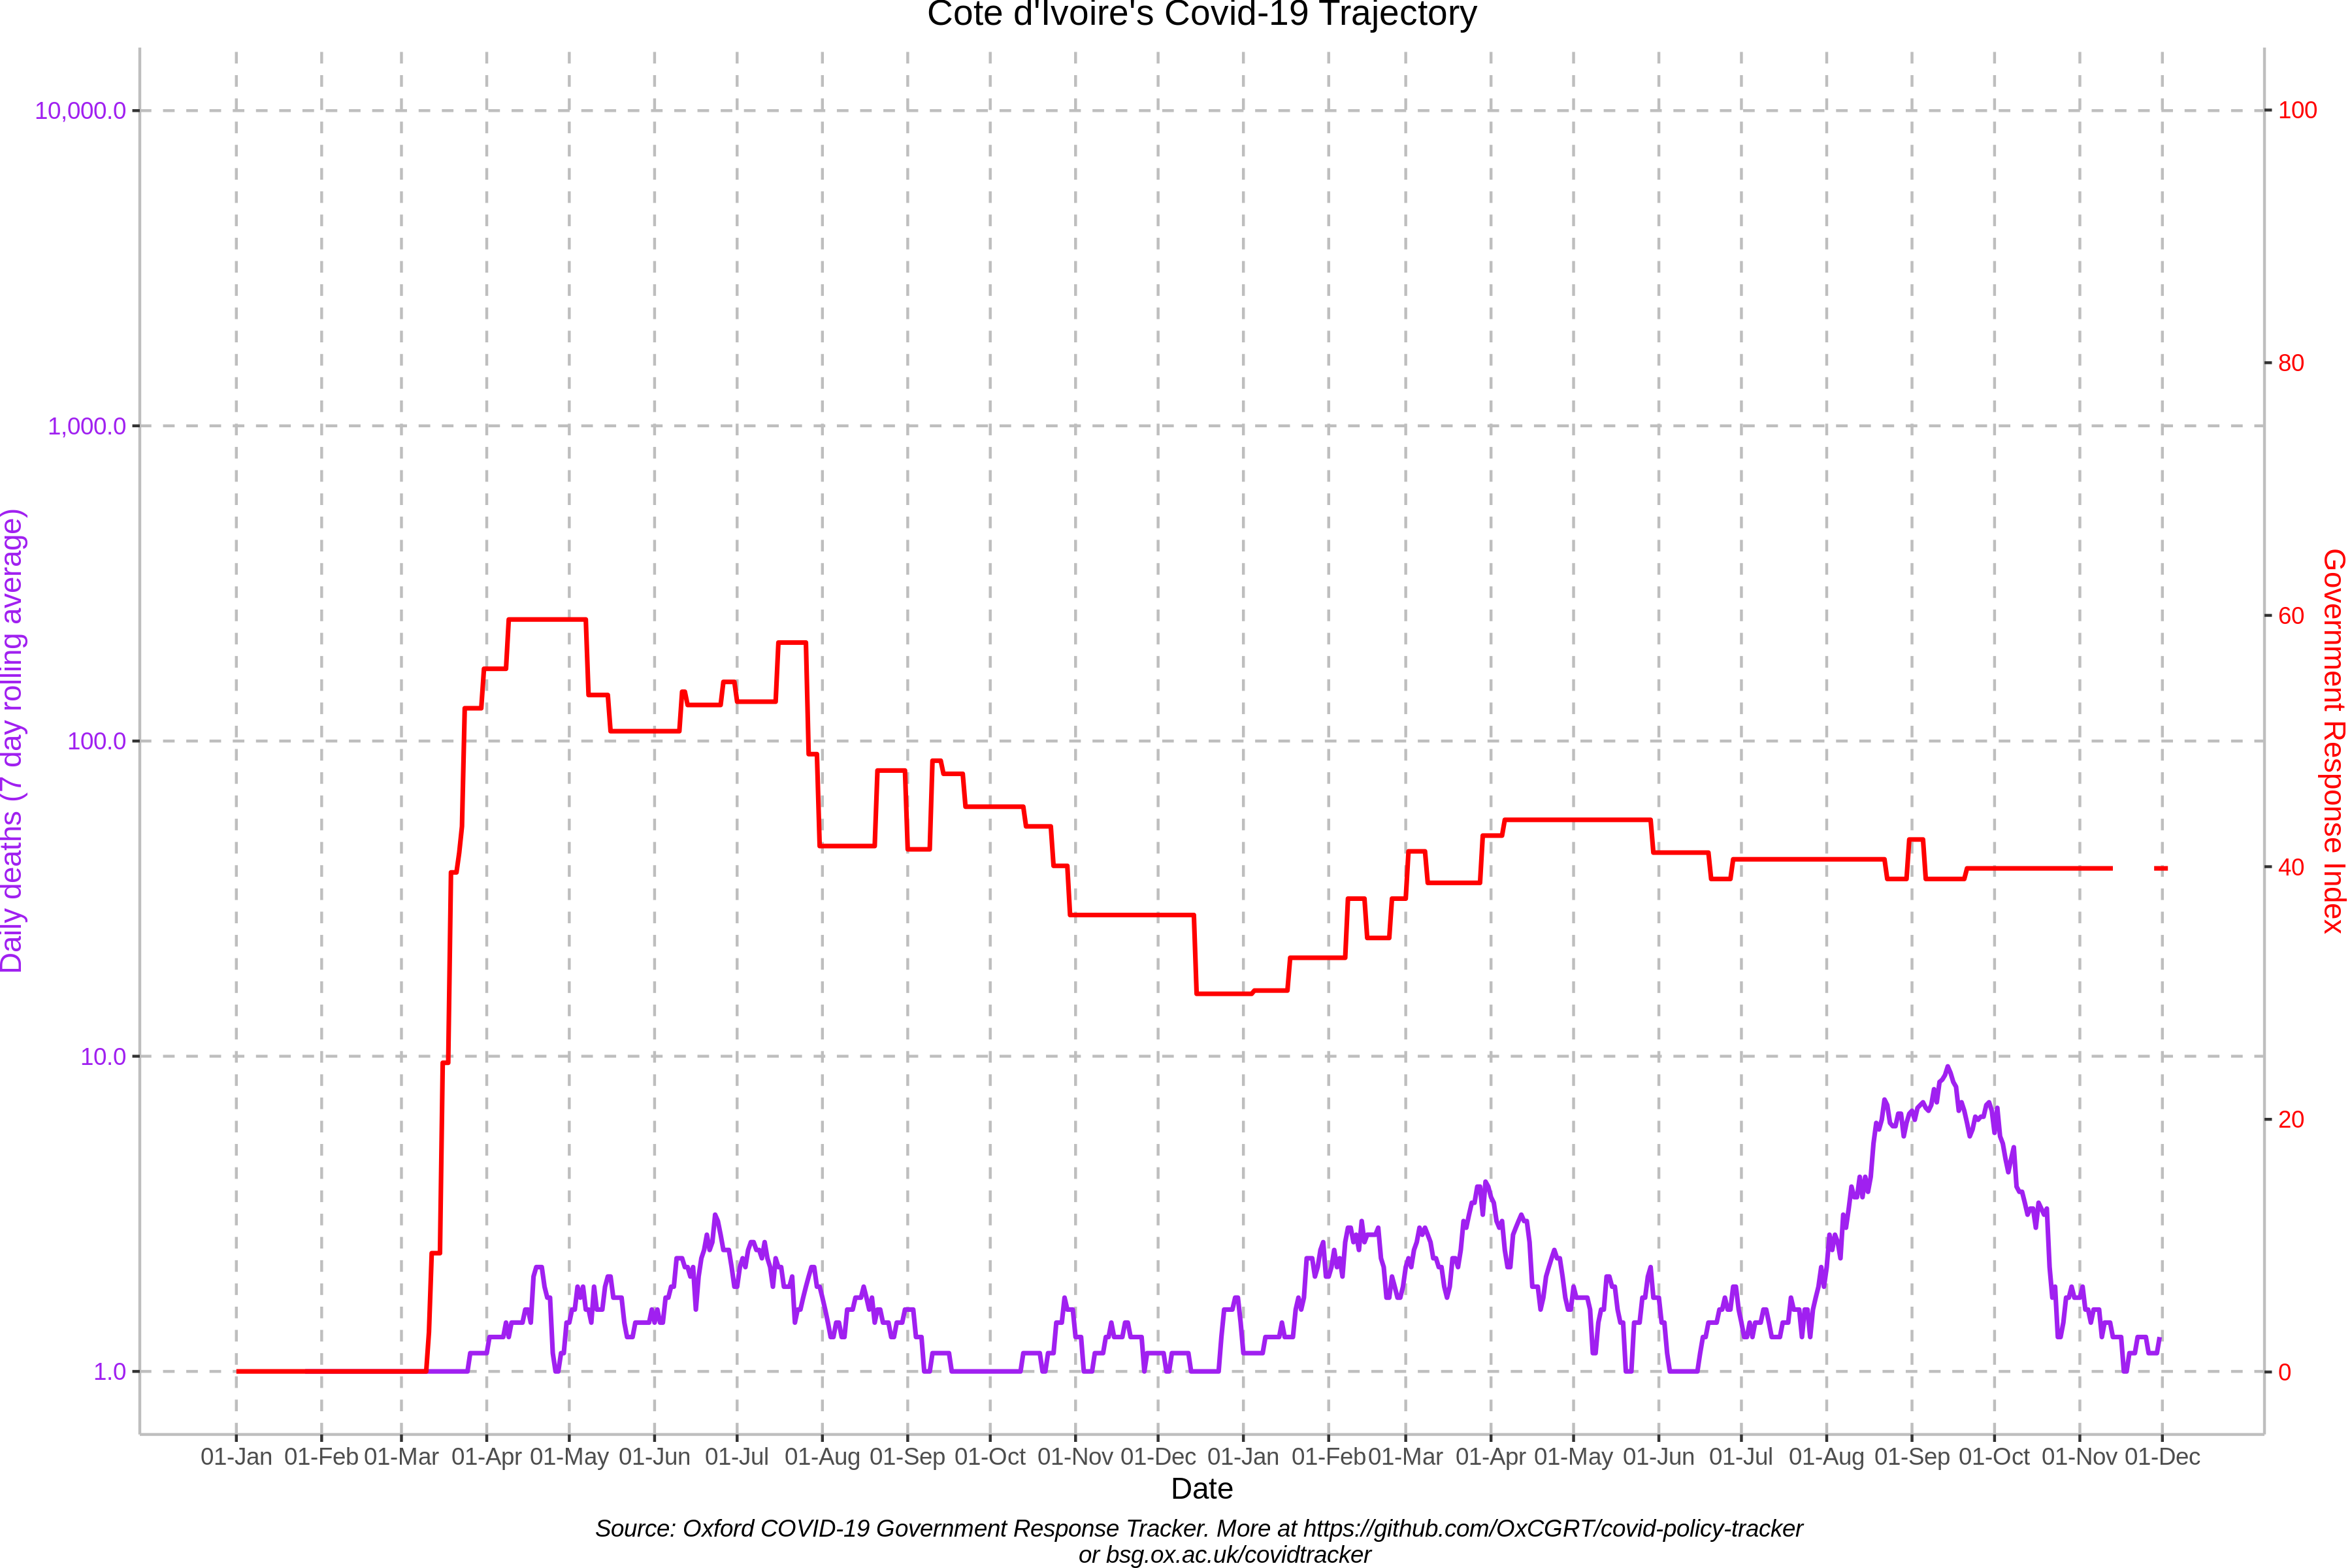 Cote d'Ivoire's Covid-19 Trajectory
10,000.0
1,000.0
100.0
10.0
1.0
Daily deaths (7 day rolling average)
100
80
60
40
20
0
Government Response Index
01-Jan 01-Feb 01-Mar 01-Apr 01-May 01-Jun 01-Jul 01-Aug 01-Sep 01-Oct 01-Nov 01-Dec 01-Jan 01-Feb 01-Mar 01-Apr 01-May 01-Jun 01-Jul 01-Aug 01-Sep 01-Oct 01-Nov 01-Dec
Date
Source: Oxford COVID-19 Government Response Tracker. More at https://github.com/OxCGRT/covid-policy-tracker
or bsg.ox.ac.uk/covidtracker